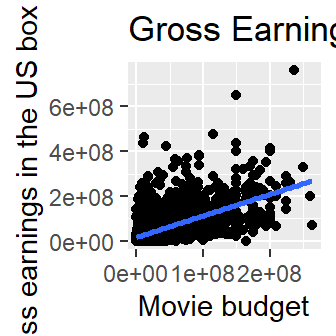 Gross Earning
ss earnings in the US box
6e+08
4e+08
2e+08
0e+00
0e+001e+082e+08
Movie budget